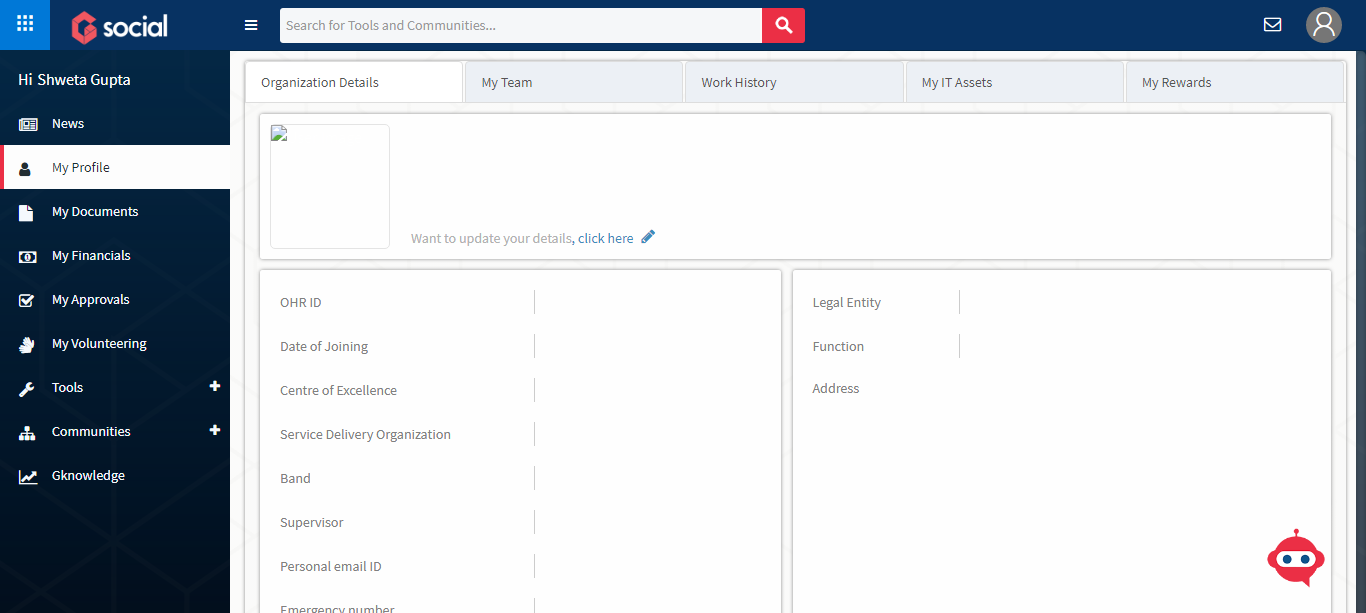 social
Search for Tools and Communities...
Hi Shweta Gupta
News
My Profile
My Documents
My Financials
My Approvals
My Volunteering
Tools
Communities
Gknowledge
Organization Details
My Team
Work History
My IT Assets
My Rewards
Want to update your details, click here
OHR ID
Date of Joining
Centre of Excellence
Service Delivery Organization
Band
Supervisor
Personal email ID
Emergency number
Legal Entity
Function
Address